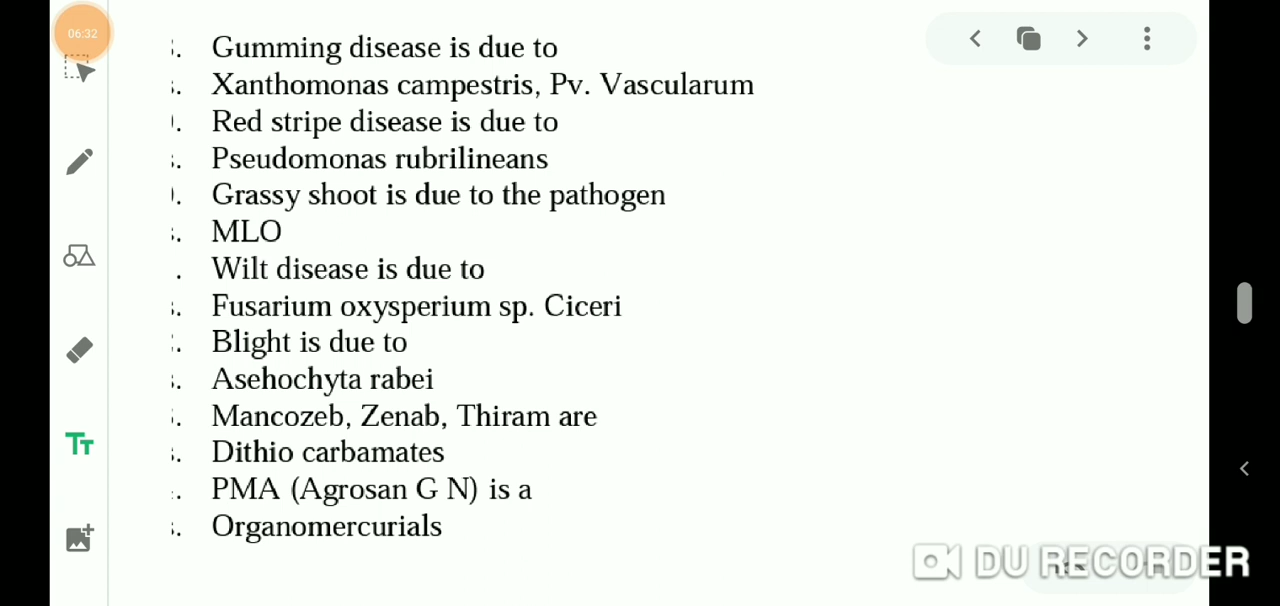 06:32
Gumming disease is due to
Xanthomonas campestris, Pv. Vascularum
Red stripe disease is due to
Pseudomonas rubrilineans
Grassy shoot is due to the pathogen
MLO
Wilt disease is due to
Fusarium oxysperium sp. Ciceri
Blight is due to
Asehochyta rabei
Mancozeb, Zenab, Thiram are
Dithio carbamates
PMA (Agrosan G N) is a
Organomercurials
TT
DU RECORDER